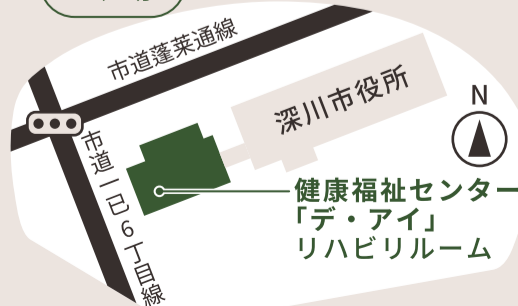 市道蓬莱通線
深川市役所
N
市道一已6丁目線
健康福祉センター
「デ・アイ」
リハビリルーム